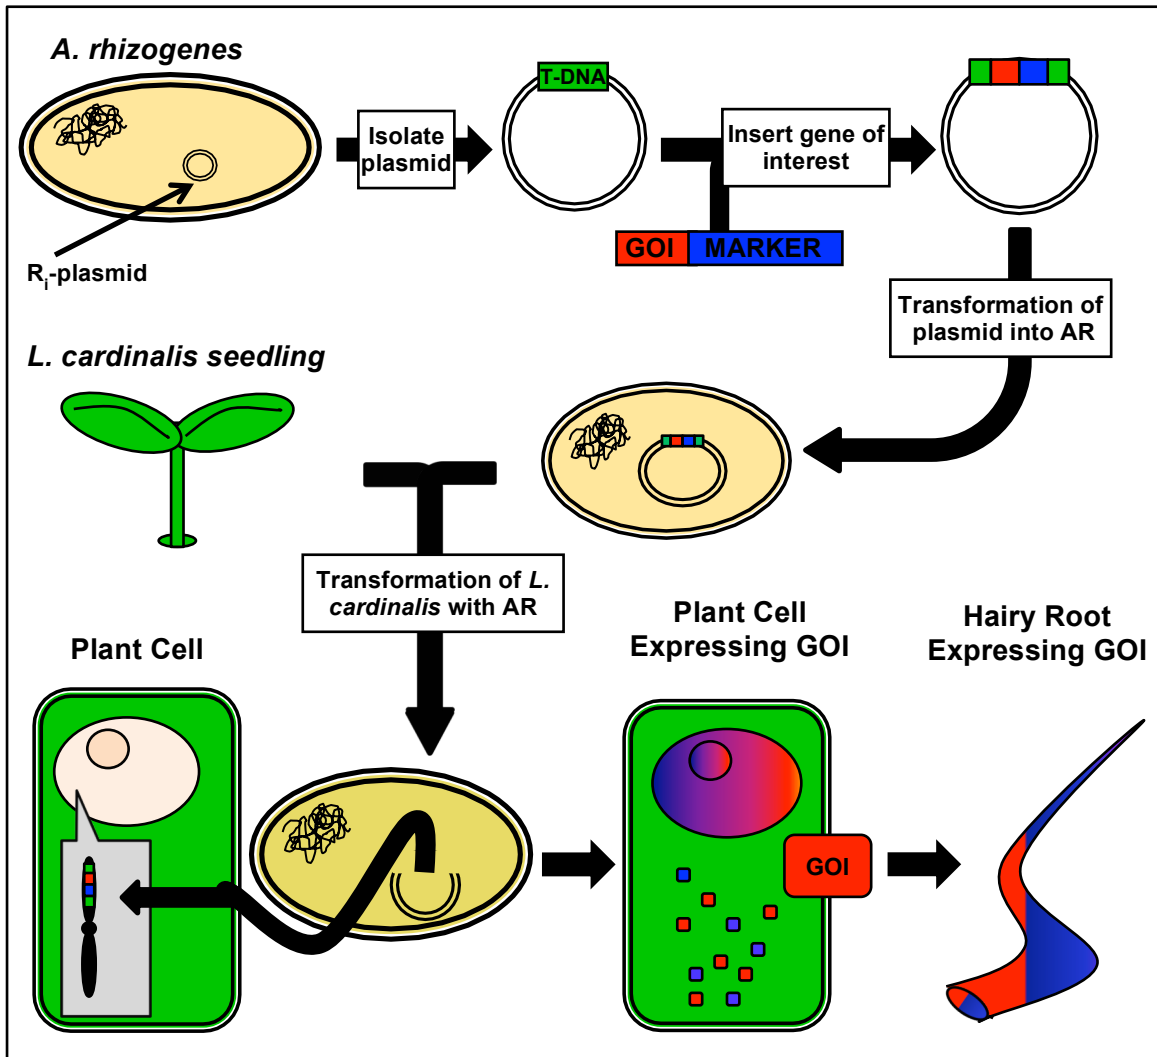 A. rhizogenes
T-DNA
Isolate
plasmid
Insert gene of
interest
GOI
MARKER
Ri-plasmid
Transformation of
plasmid into AR
L. cardinalis seedling
Transformation of L.
cardinalis with AR
Plant Cell
Plant Cell
Expressing GOI
Hairy Root
Expressing GOI
GOI